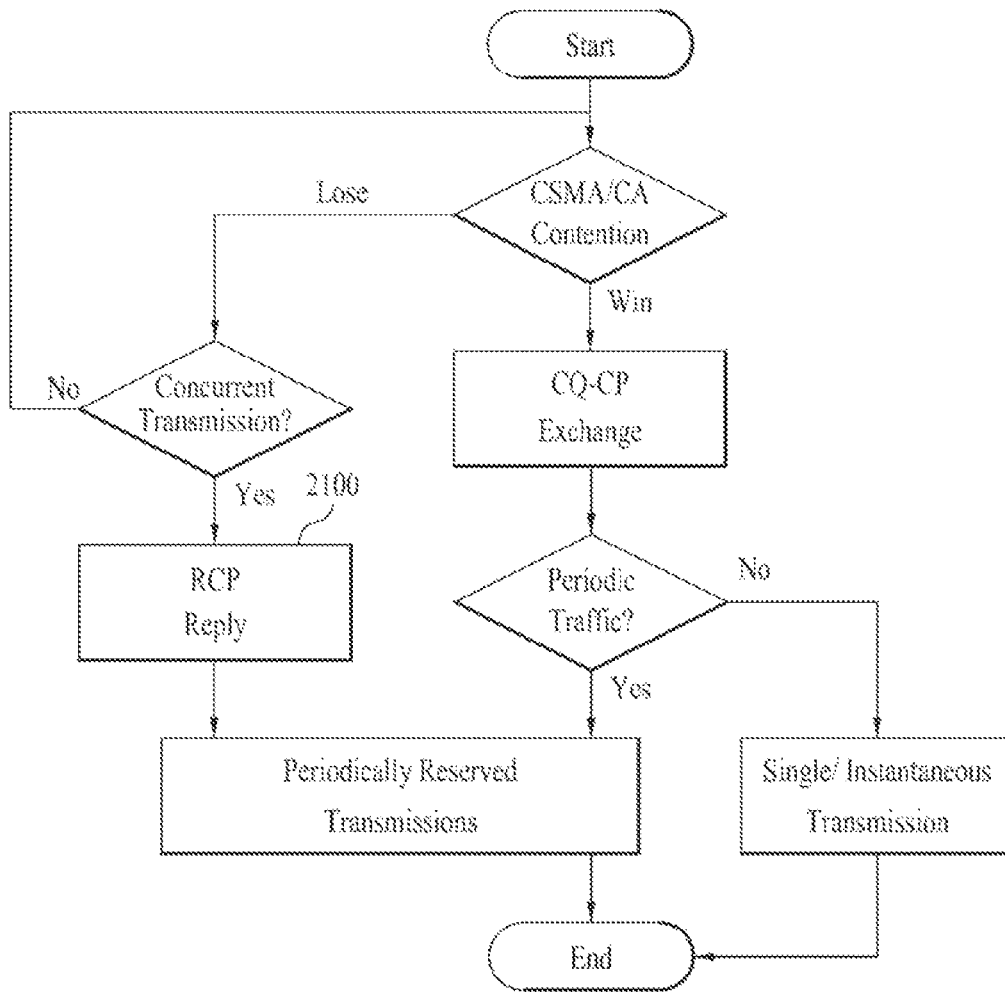 Start
CSMA/CA
Contention
Lose
Win
Concurrent
Transmission?
No
Yes
CQ-CP
Exchange
2100
RCP
Reply
Periodic
Traffic?
No
Yes
Periodically Reserved
Transmissions
Single/ Instantaneous
Transmission
End